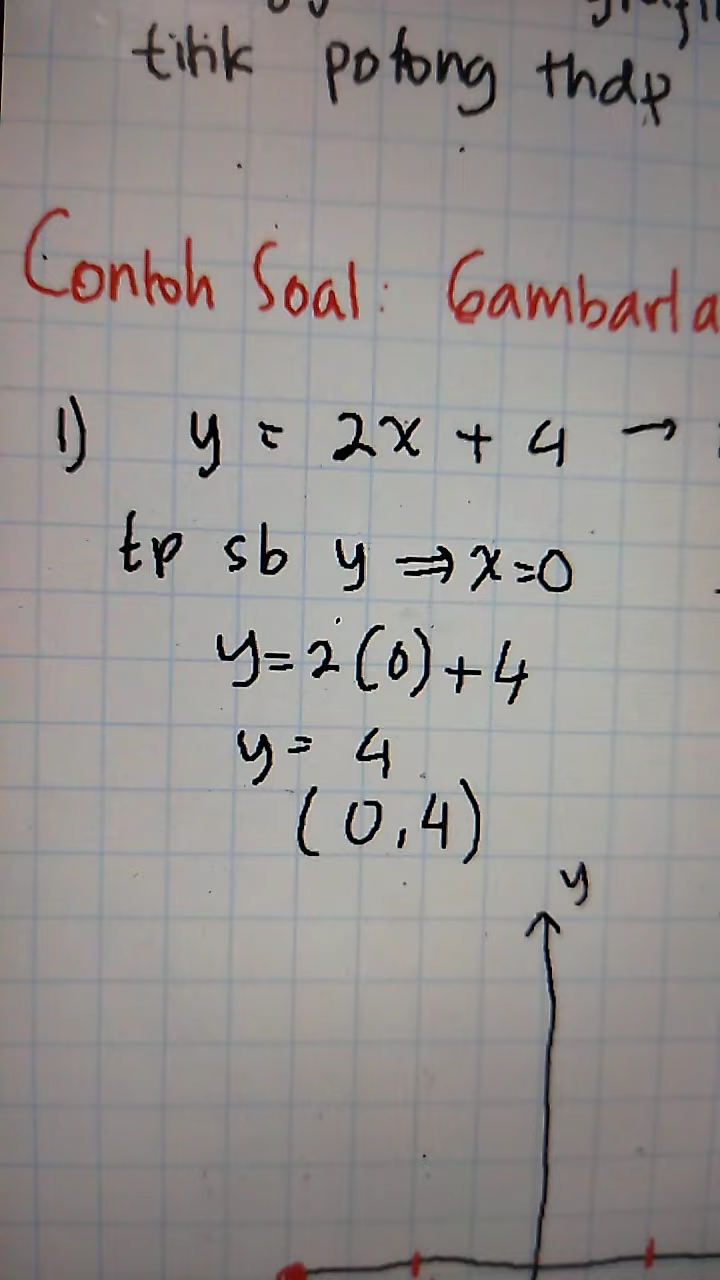 titik potong thdp
Contoh Soal: Gambarla
1) y = 2x + 4 →
tp sb y ⇒ x=0
y=2(0)+4
y= 4
(0,4)
y